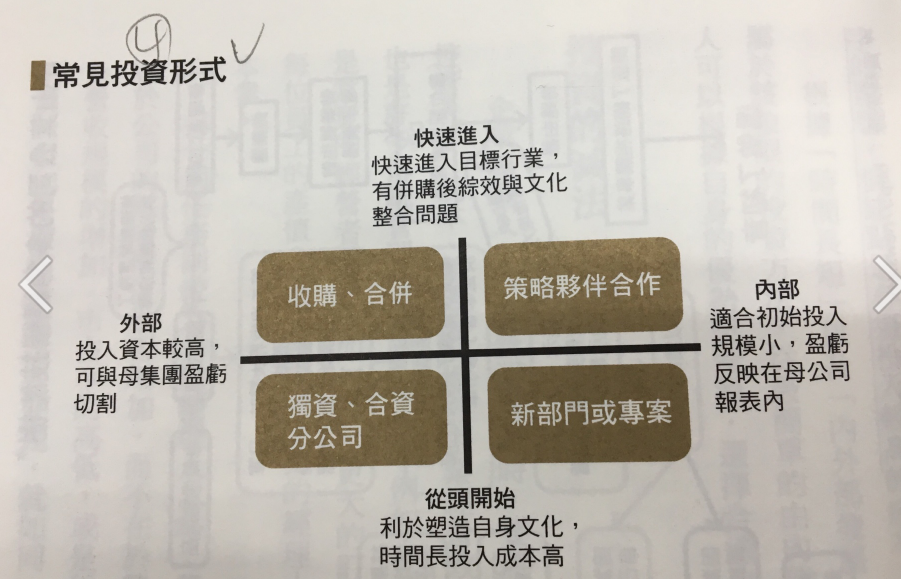 4
常見投資形式
快速進入
快速進入目標行業，
有併購後綜效與文化
整合問題
收購、合併
策略夥伴合作
外部
投入資本較高，
可與母集團盈虧
切割
內部
適合初始投入
規模小，盈虧
反映在母公司
報表內
獨資、合資
分公司
新部門或專案
從頭開始
利於塑造自身文化，
時間長投入成本高